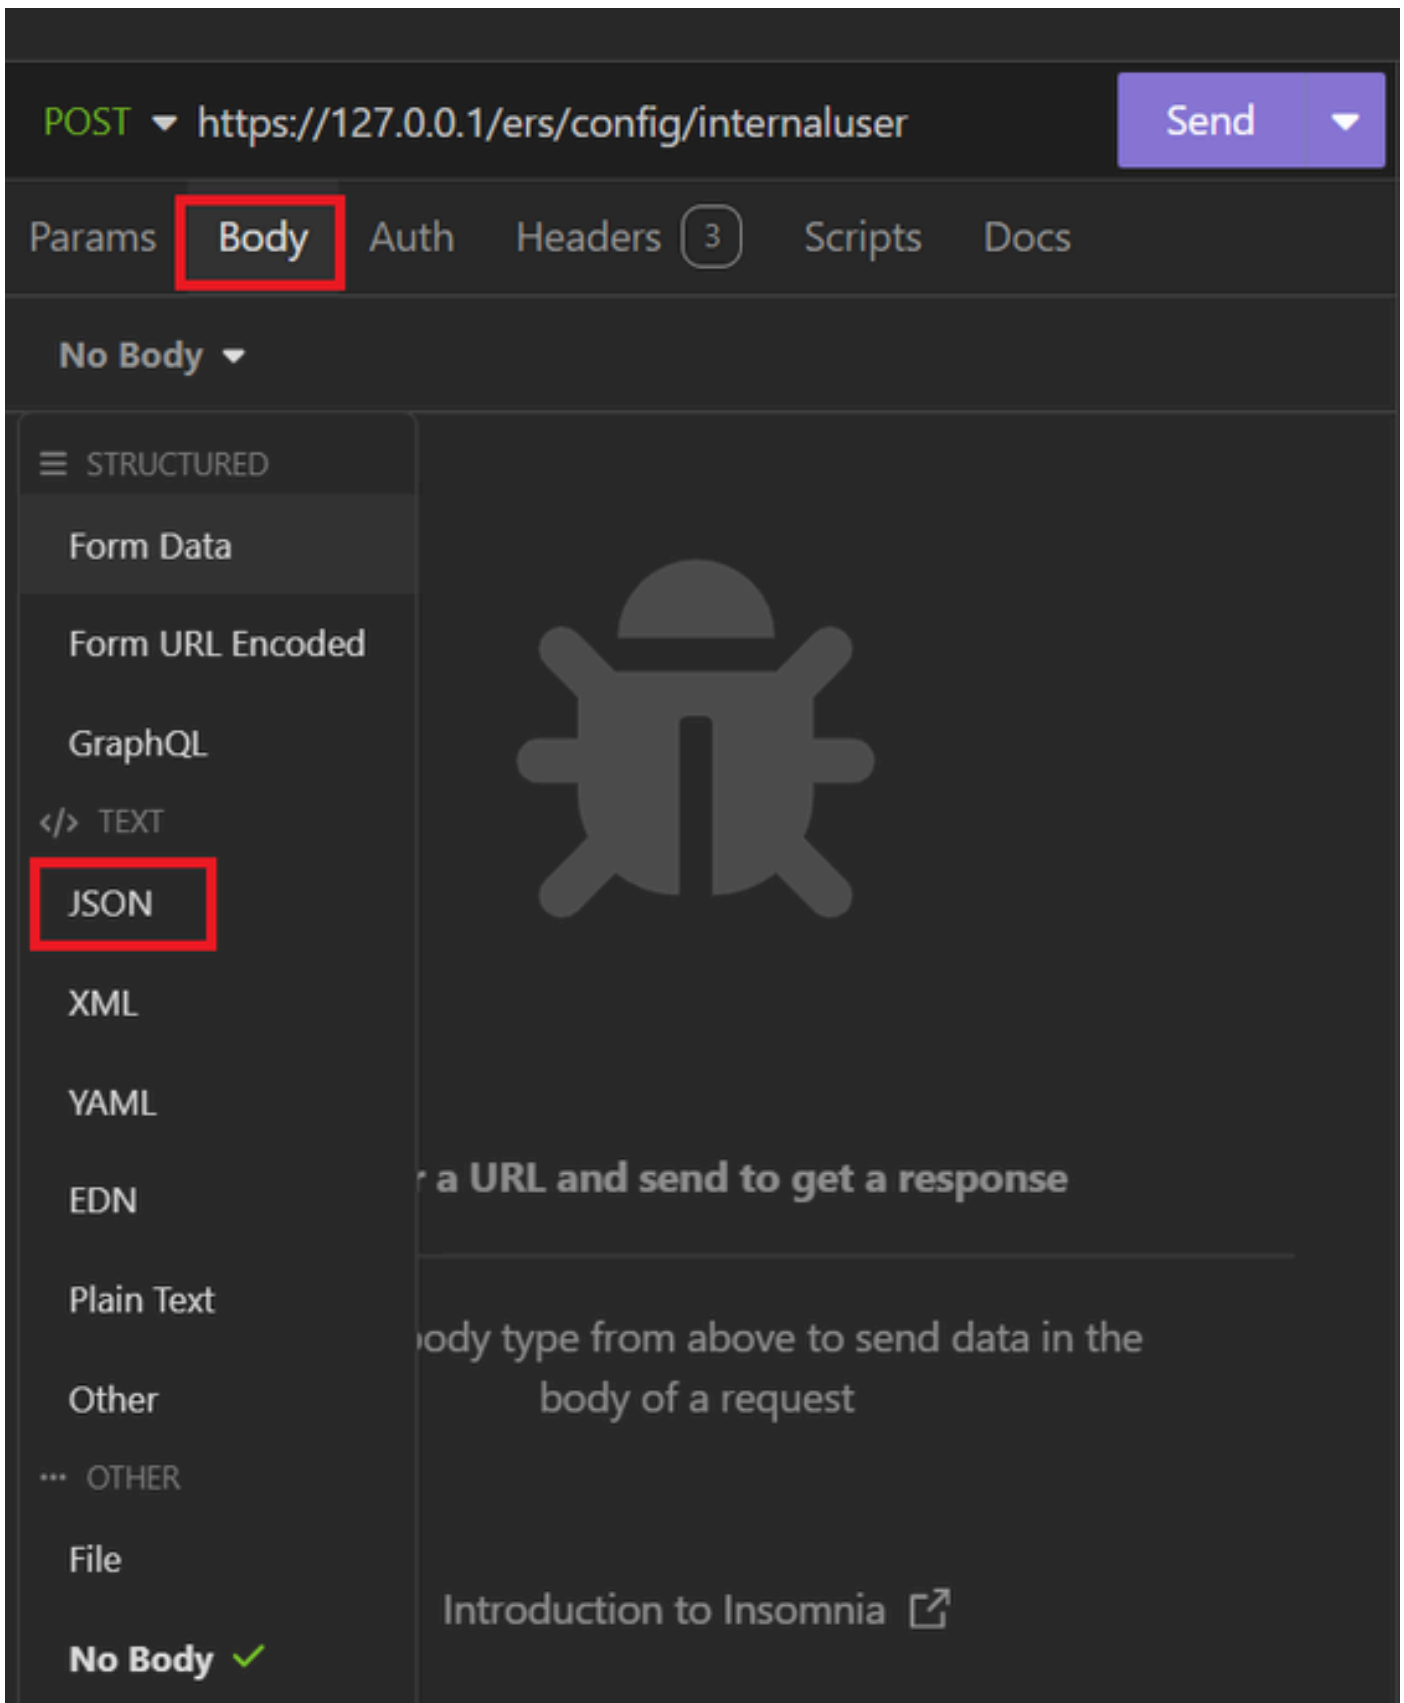 POST https://127.0.0.1/ers/config/internaluser Send
Params Body Auth Headers 3 Scripts Docs
No Body
STRUCTURED
Form Data
Form URL Encoded
GraphQL
</> TEXT
JSON
XML
YAML
EDN
Plain Text
Other
... OTHER
File
No Body
r a URL and send to get a response
body type from above to send data in the
body of a request
Introduction to Insomnia